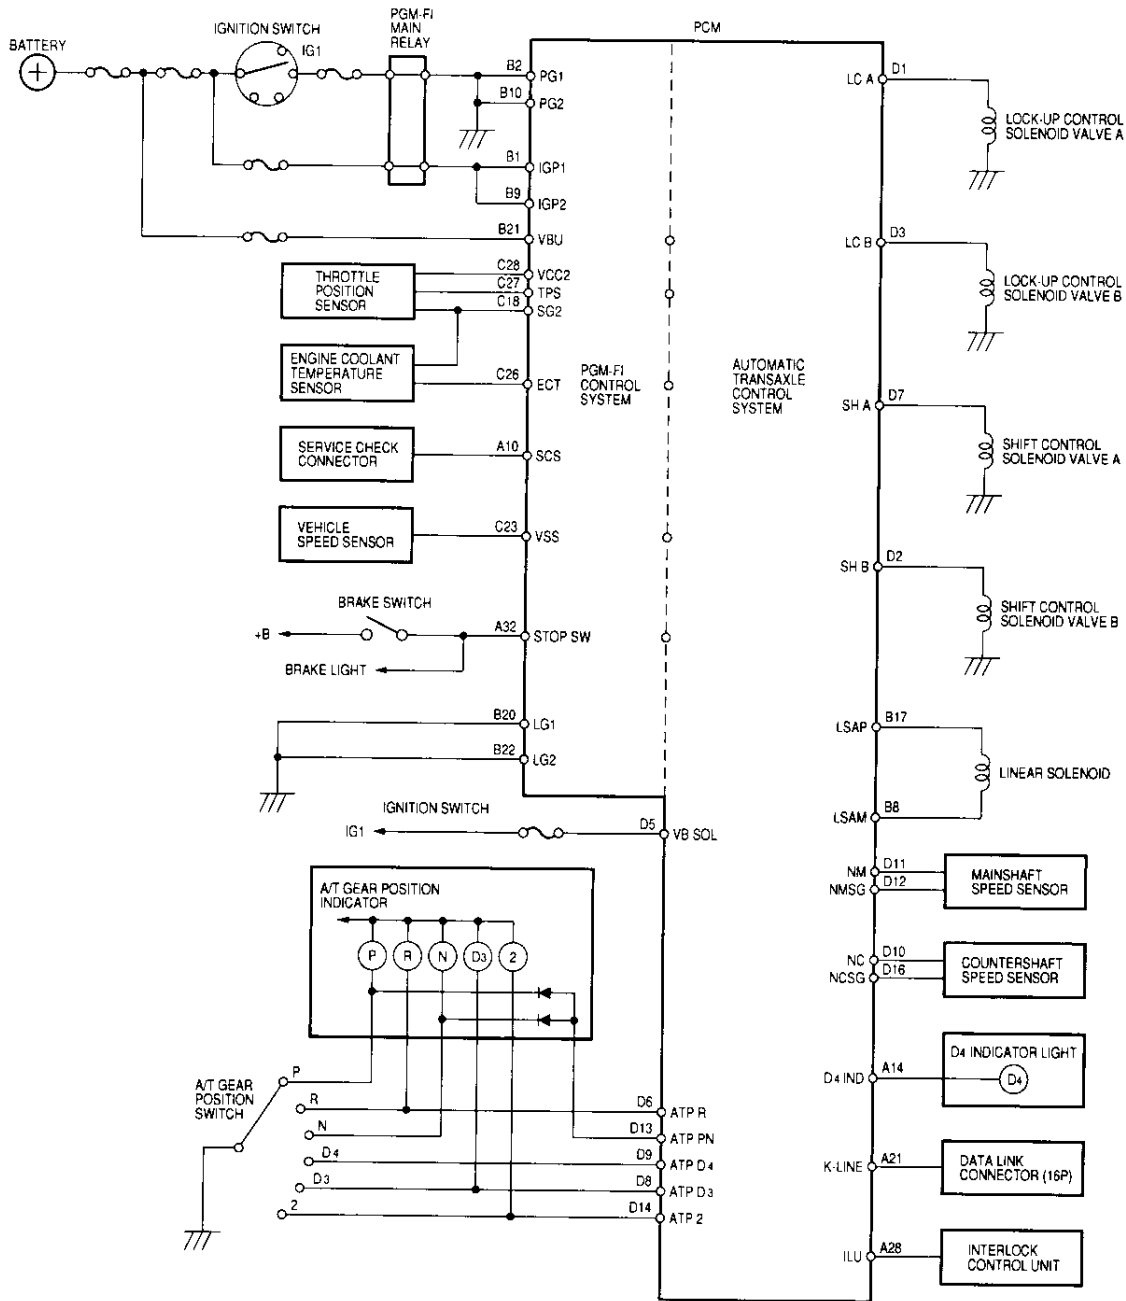 PCM
PGM-FI
MAIN
RELAY
IGNITION SWITCH
IG1
BATTERY
B2
PG1
B10
PG2
B1
IGP1
B9
IGP2
B21
VBU
THROTTLE
POSITION
SENSOR
C28
VCC2
C27
TPS
C18
SG2
ENGINE COOLANT
TEMPERATURE
SENSOR
C26
ECT
SERVICE CHECK
CONNECTOR
A10
SCS
VEHICLE
SPEED SENSOR
C23
VSS
BRAKE SWITCH
+B
A32
STOP SW
BRAKE LIGHT
B20
LG1
B22
LG2
IGNITION SWITCH
IG1
D5
VB SOL
PGM-FI
CONTROL
SYSTEM
AUTOMATIC
TRANSAXLE
CONTROL
SYSTEM
A/T GEAR POSITION
INDICATOR
P
R
N
D3
2
A/T GEAR
POSITION
SWITCH
P
R
N
D4
D3
2
D6
ATP R
D13
ATP PN
D9
ATP D4
D8
ATP D3
D14
ATP 2
LC A
D1
LOCK-UP CONTROL
SOLENOID VALVE A
LC B
D3
LOCK-UP CONTROL
SOLENOID VALVE B
SH A
D7
SHIFT CONTROL
SOLENOID VALVE A
SH B
D2
SHIFT CONTROL
SOLENOID VALVE B
LSAP
B17
LINEAR SOLENOID
LSAM
B8
NM
D11
NMSG
D12
MAINSHAFT
SPEED SENSOR
NC
D10
NCSG
D16
COUNTERSHAFT
SPEED SENSOR
D4 IND
A14
D4 INDICATOR LIGHT
D4
K-LINE
A21
DATA LINK
CONNECTOR (16P)
ILU
A28
INTERLOCK
CONTROL UNIT